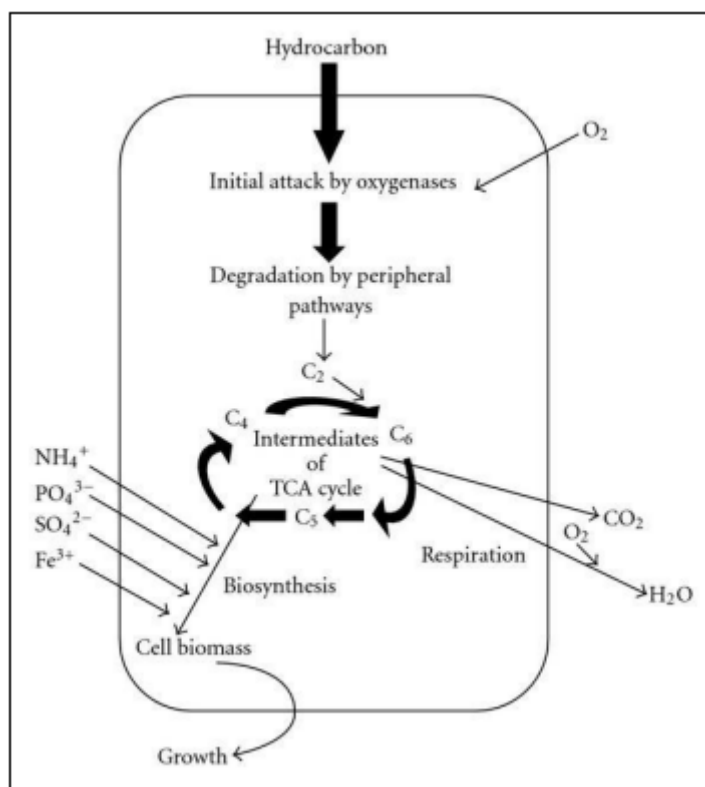 Hydrocarbon
O₂
Initial attack by oxygenases
Degradation by peripheral
pathways
C₂
C₄
C₆
Intermediates
of
TCA cycle
C₅
NH₄⁺
PO₄³⁻
SO₄²⁻
Fe³⁺
CO₂
O₂
Respiration
H₂O
Biosynthesis
Cell biomass
Growth